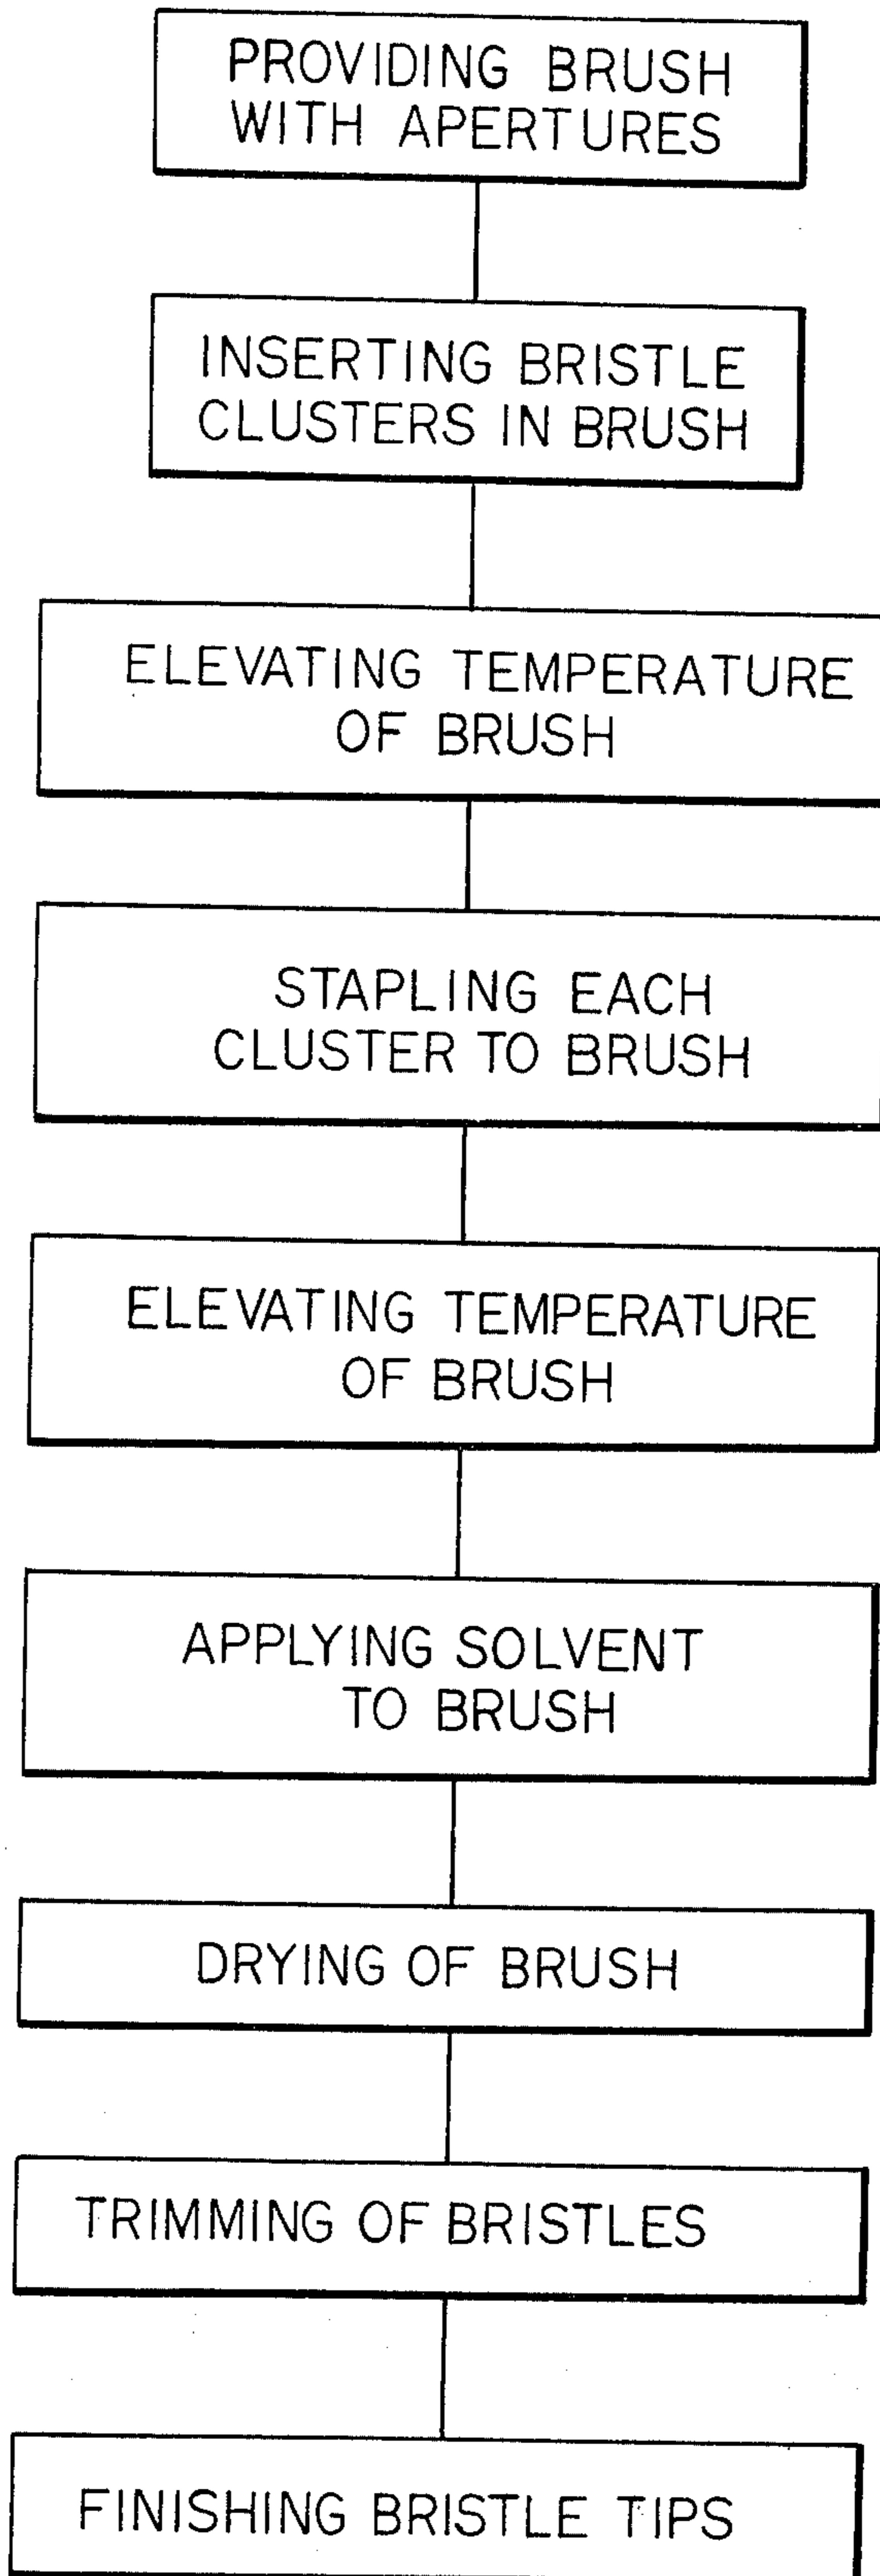 PROVIDING BRUSH
WITH APERTURES
INSERTING BRISTLE
CLUSTERS IN BRUSH
ELEVATING TEMPERATURE
OF BRUSH
STAPLING EACH
CLUSTER TO BRUSH
ELEVATING TEMPERATURE
OF BRUSH
APPLYING SOLVENT
TO BRUSH
DRYING OF BRUSH
TRIMMING OF BRISTLES
FINISHING BRISTLE TIPS